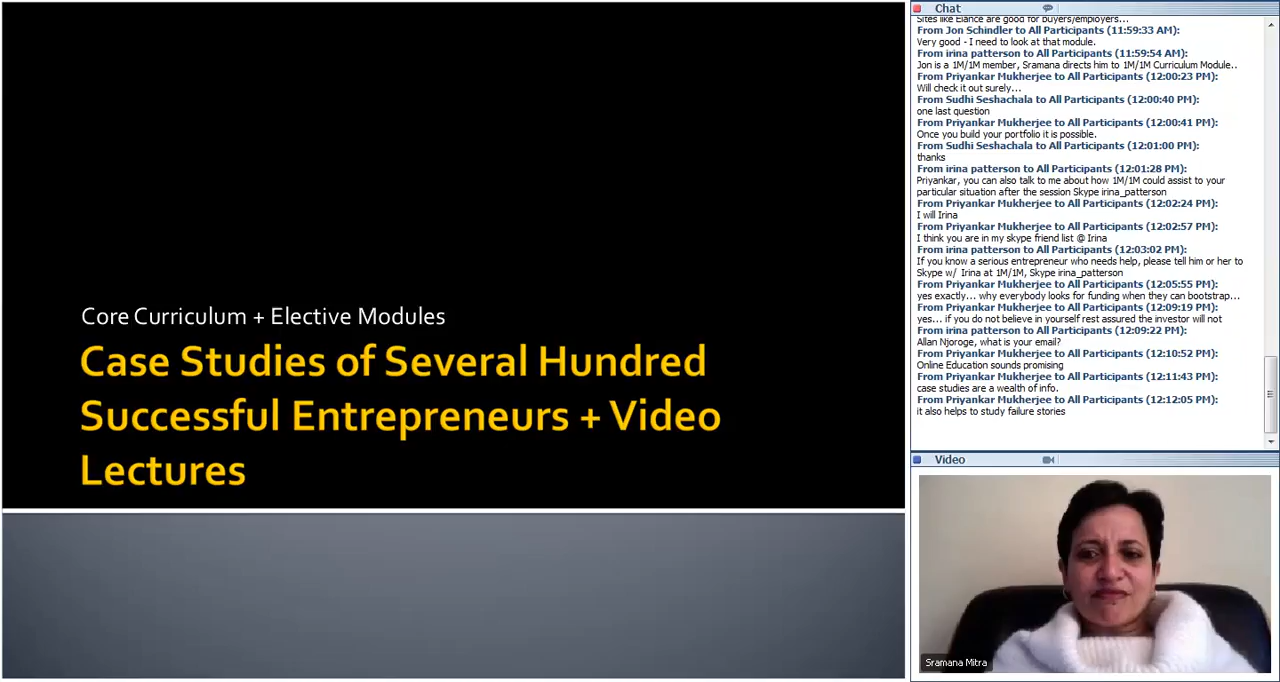 Core Curriculum + Elective Modules
Case Studies of Several Hundred
Successful Entrepreneurs + Video
Lectures
Chat
Sites like Elance are good for buyers/employers...
From Jon Schindler to All Participants (11:59:33 AM):
Very good - I need to look at that module.
From irina patterson to All Participants (11:59:54 AM):
Jon is a 1M/1M member, Sramana directs him to 1M/1M Curriculum Module..
From Priyankar Mukherjee to All Participants (12:00:23 PM):
Will check it out surely...
From Sudhi Seshachala to All Participants (12:00:40 PM):
one last question
From Priyankar Mukherjee to All Participants (12:00:41 PM):
Once you build your portfolio it is possible.
From Sudhi Seshachala to All Participants (12:01:00 PM):
thanks
From irina patterson to All Participants (12:01:28 PM):
Priyankar, you can also talk to me about how 1M/1M could assist to your
particular situation after the session Skype irina_patterson
From Priyankar Mukherjee to All Participants (12:02:24 PM):
I will Irina
From Priyankar Mukherjee to All Participants (12:02:57 PM):
I think you are in my skype friend list @ Irina
From irina patterson to All Participants (12:03:02 PM):
If you know a serious entrepreneur who needs help, please tell him or her to
Skype w/ Irina at 1M/1M, Skype irina_patterson
From Priyankar Mukherjee to All Participants (12:05:55 PM):
yes exactly... why everybody looks for funding when they can bootstrap...
From Priyankar Mukherjee to All Participants (12:09:19 PM):
yes... if you do not believe in yourself rest assured the investor will not
From irina patterson to All Participants (12:09:22 PM):
Allan Njoroge, what is your email?
From Priyankar Mukherjee to All Participants (12:10:52 PM):
Online Education sounds promising
From Priyankar Mukherjee to All Participants (12:11:43 PM):
case studies are a wealth of info.
From Priyankar Mukherjee to All Participants (12:12:05 PM):
it also helps to study failure stories
Video
Sramana Mitra